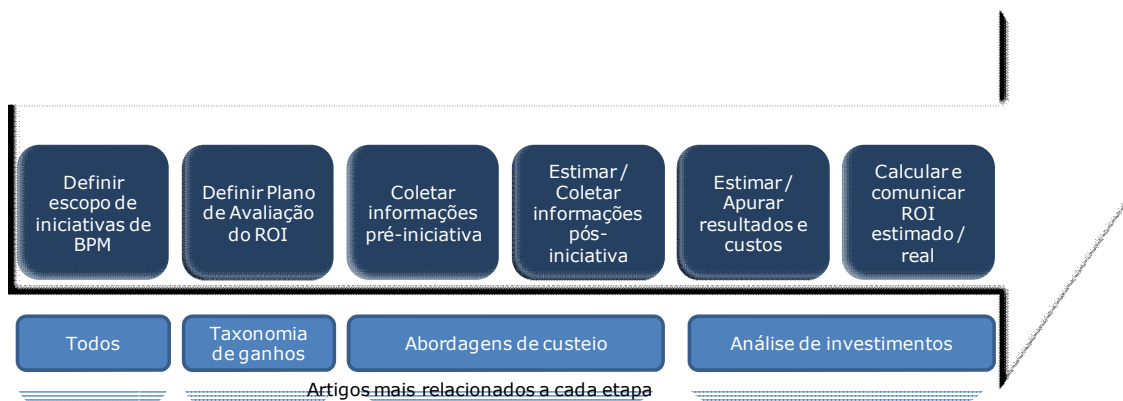 Definir
escopo de
iniciativas de
BPM
Definir Plano
de Avaliação
do ROI
Coletar
informações
pré-iniciativa
Estimar /
Coletar
informações
pós-
iniciativa
Estimar /
Apurar
resultados e
custos
Calcular e
comunicar
ROI
estimado /
real
Todos
Taxonomia
de ganhos
Abordagens de custeio
Análise de investimentos
Artigos mais relacionados a cada etapa